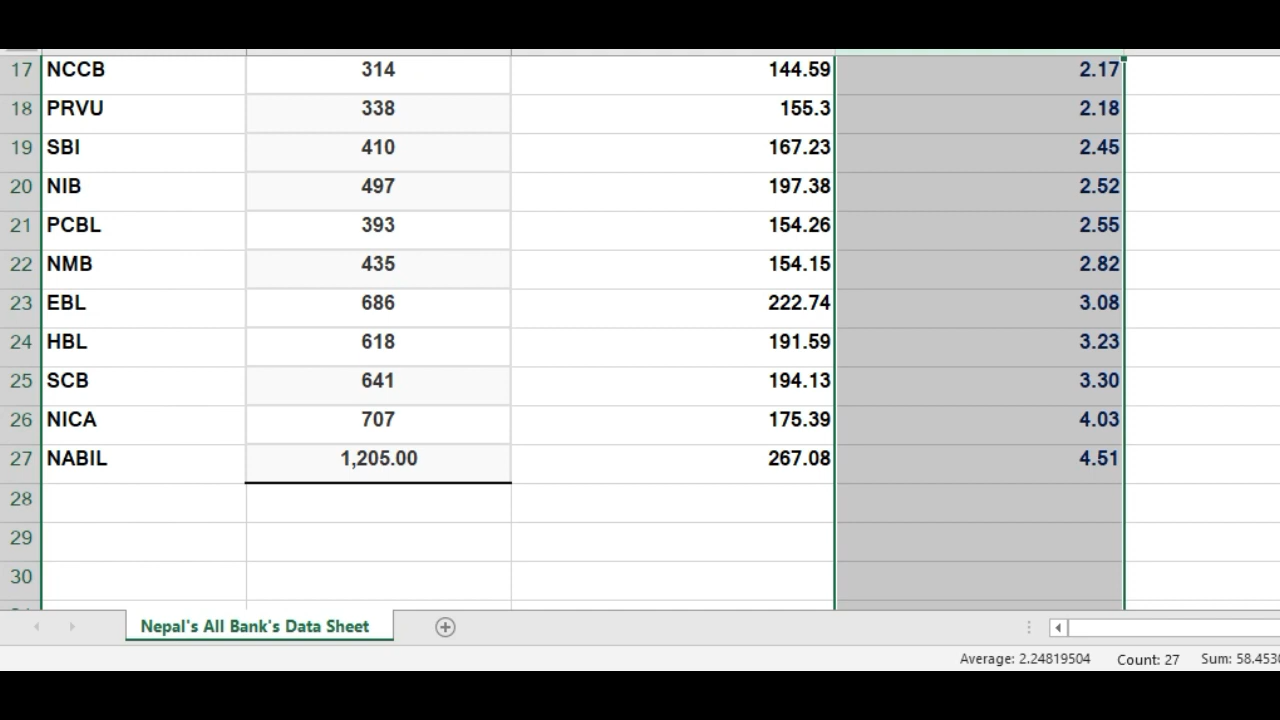 17 NCCB 314 144.59 2.17
18 PRVU 338 155.3 2.18
19 SBI 410 167.23 2.45
20 NIB 497 197.38 2.52
21 PCBL 393 154.26 2.55
22 NMB 435 154.15 2.82
23 EBL 686 222.74 3.08
24 HBL 618 191.59 3.23
25 SCB 641 194.13 3.30
26 NICA 707 175.39 4.03
27 NABIL 1,205.00 267.08 4.51
28
29
30
Nepal's All Bank's Data Sheet
Average: 2.24819504 Count: 27 Sum: 58.4530